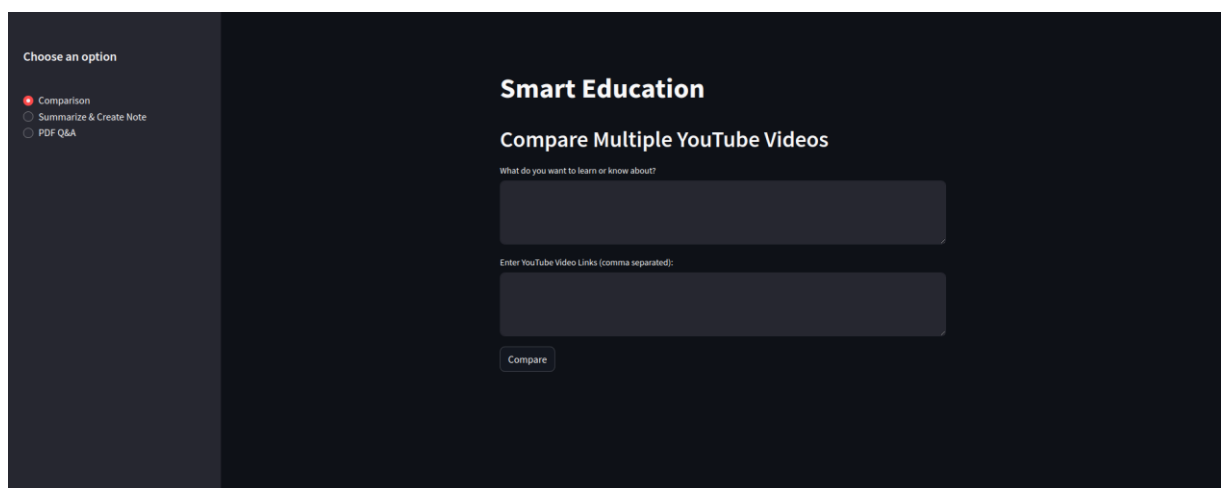 Choose an option
Comparison
Summarize & Create Note
PDF Q&A
Smart Education
Compare Multiple YouTube Videos
What do you want to learn or know about?
Enter YouTube Video Links (comma separated):
Compare